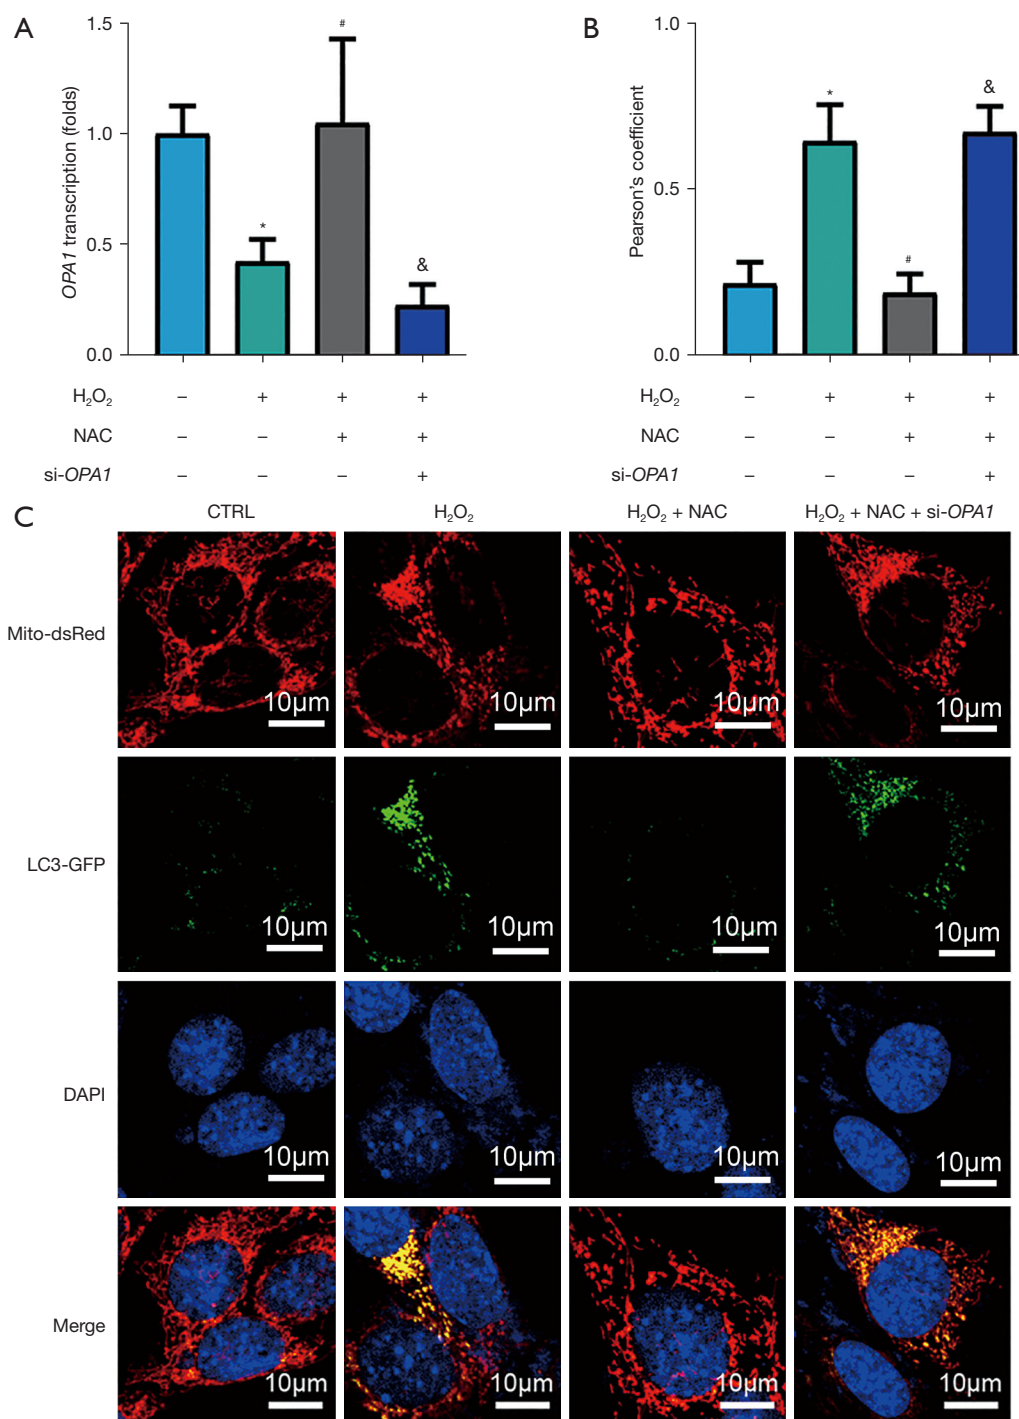 A
B
OPA1 transcription (folds)
1.5
1.0
0.5
0.0
*
#
&
Pearson's coefficient
1.0
0.5
0.0
*
#
&
H₂O₂ – + + +
NAC – – + +
si-OPA1 – – – +
H₂O₂ – + + +
NAC – – + +
si-OPA1 – – – +
C
CTRL H₂O₂ H₂O₂ + NAC H₂O₂ + NAC + si-OPA1
Mito-dsRed
10μm 10μm 10μm 10μm
LC3-GFP
10μm 10μm 10μm 10μm
DAPI
10μm 10μm 10μm 10μm
Merge
10μm 10μm 10μm 10μm